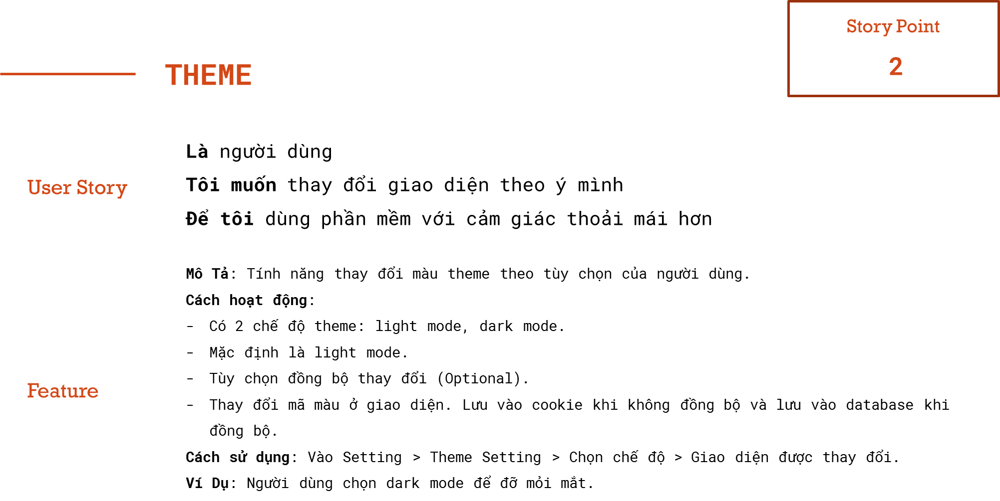 Story Point
2
THEME
User Story
Là người dùng
Tôi muốn thay đổi giao diện theo ý mình
Để tôi dùng phần mềm với cảm giác thoải mái hơn
Feature
Mô Tả: Tính năng thay đổi màu theme theo tùy chọn của người dùng.
Cách hoạt động:
- Có 2 chế độ theme: light mode, dark mode.
- Mặc định là light mode.
- Tùy chọn đồng bộ thay đổi (Optional).
- Thay đổi mã màu ở giao diện. Lưu vào cookie khi không đồng bộ và lưu vào database khi
đồng bộ.
Cách sử dụng: Vào Setting > Theme Setting > Chọn chế độ > Giao diện được thay đổi.
Ví Dụ: Người dùng chọn dark mode để đỡ mỏi mắt.